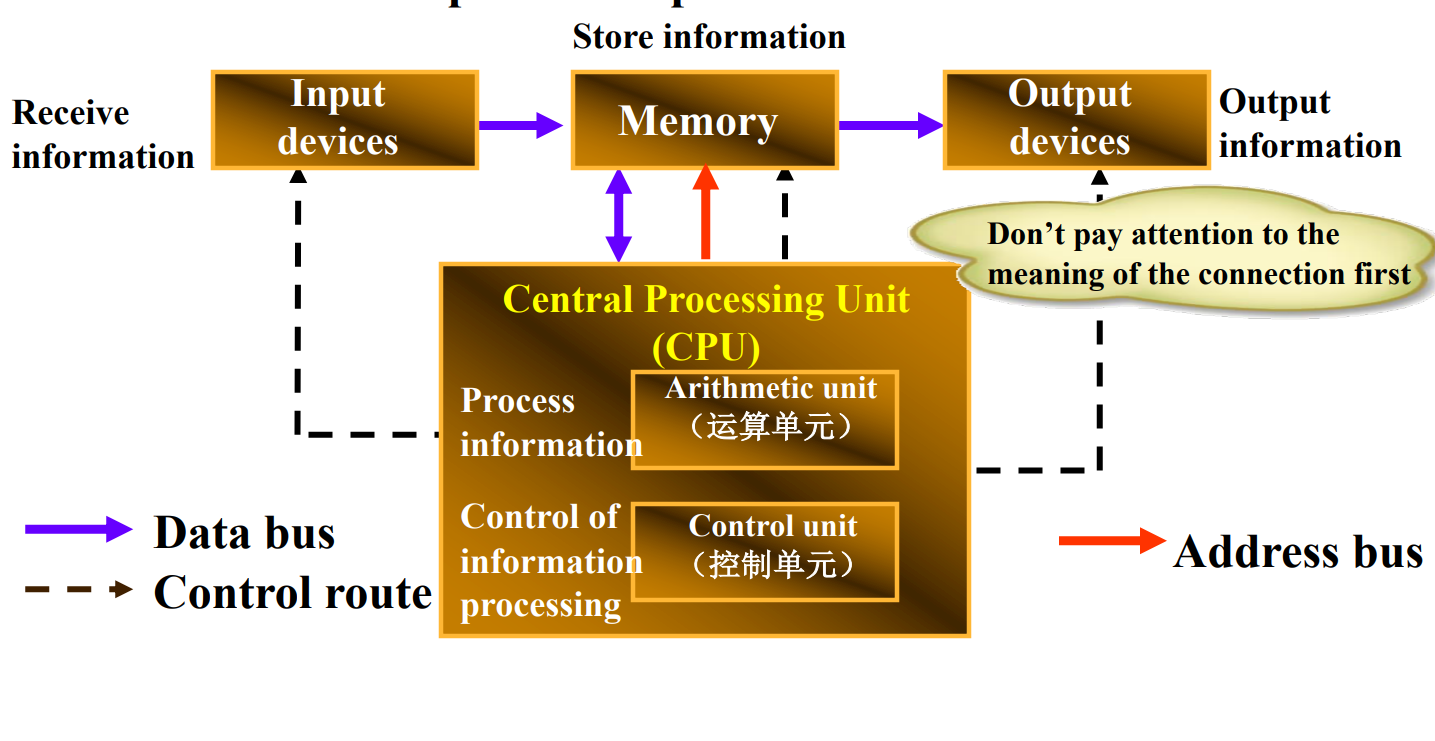 Store information
Receive
information
Input
devices
Memory
Output
devices
Output
information
Don’t pay attention to the
meaning of the connection first
Central Processing Unit
(CPU)
Process
information
Arithmetic unit
（运算单元）
Control of
information
processing
Control unit
（控制单元）
Data bus
Control route
Address bus